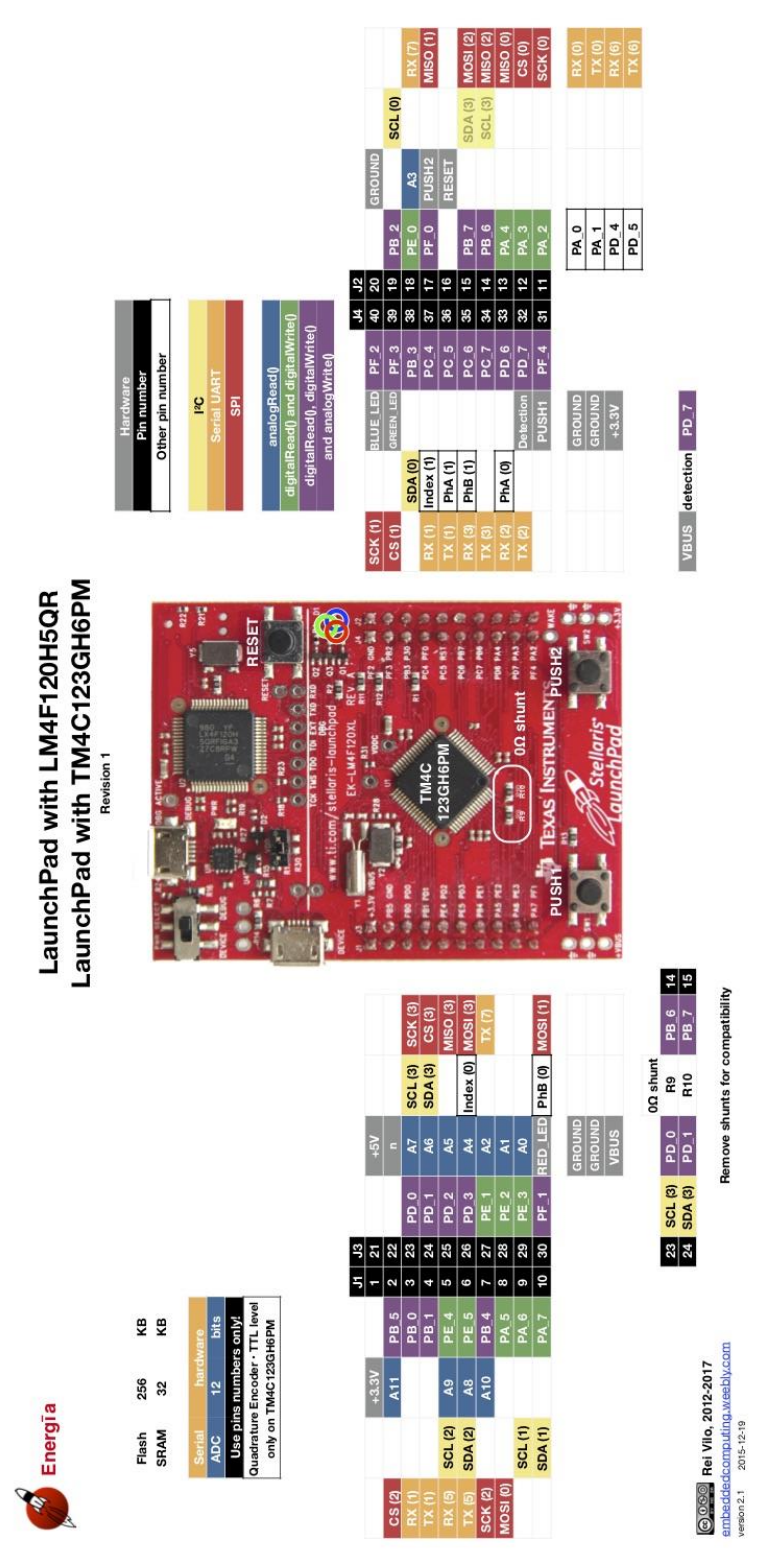 Energīa
LaunchPad with LM4F120H5QR
LaunchPad with TM4C123GH6PM
Revision 1
Flash 256 KB
SRAM 32 KB
Serial hardware
ADC 12 bits
Use pins numbers only!
Quadrature Encoder • TTL level
only on TM4C123GH6PM
Hardware
Pin number
Other pin number
I²C
Serial UART
SPI
analogRead()
digitalRead() and digitalWrite()
digitalRead(), digitalWrite()
and analogWrite()
J1 J3
+3.3V 1 21 +5V
CS (2) A11 PB_5 2 22 n
RX (1) PB_0 3 23 PD_0 A7 SCL (3) SCK (3)
TX (1) PB_1 4 24 PD_1 A6 SDA (3) CS (3)
RX (5) SCL (2) A9 PE_4 5 25 PD_2 A5 MISO (3)
TX (5) SDA (2) A8 PE_5 6 26 PD_3 A4 Index (0) MOSI (3)
SCK (2) A10 PB_4 7 27 PE_1 A2 TX (7)
MOSI (0) PA_5 8 28 PE_2 A1
SCL (1) PA_6 9 29 PE_3 A0
SDA (1) PA_7 10 30 PF_1 RED_LED PhB (0) MOSI (1)
GROUND
GROUND
VBUS
0Ω shunt
23 SCL (3) PD_0 R9 PB_6 14
24 SDA (3) PD_1 R10 PB_7 15
Remove shunts for compatibility
RESET
DEBUG
DEVICE
www.ti.com/stellaris-launchpad
EK-LM4F120XL
REV A
TM4C
123GH6PM
0Ω shunt
TEXAS INSTRUMENTS
Stellaris
LaunchPad
PUSH1
PUSH2
+VBUS
+3.3V
J4 J2
SCK (1) BLUE_LED PF_2 40 20 GROUND
CS (1) GREEN_LED PF_3 39 19 PB_2 SCL (0)
SDA (0) PB_3 38 18 PE_0 A3 RX (7)
RX (1) Index (1) PC_4 37 17 PF_0 PUSH2 MISO (1)
TX (1) PhA (1) PC_5 36 16 RESET
RX (3) PhB (1) PC_6 35 15 PB_7 SDA (3) MOSI (2)
TX (3) PC_7 34 14 PB_6 SCL (3) MISO (2)
RX (2) PhA (0) PD_6 33 13 PA_4 MISO (0)
TX (2) Detection PD_7 32 12 PA_3 CS (0)
PUSH1 PF_4 31 11 PA_2 SCK (0)
GROUND PA_0 RX (0)
GROUND PA_1 TX (0)
+3.3V PD_4 RX (6)
PD_5 TX (6)
VBUS detection PD_7
Rei Vilo, 2012-2017
embeddedcomputing.weebly.com
version 2.1 2015-12-19